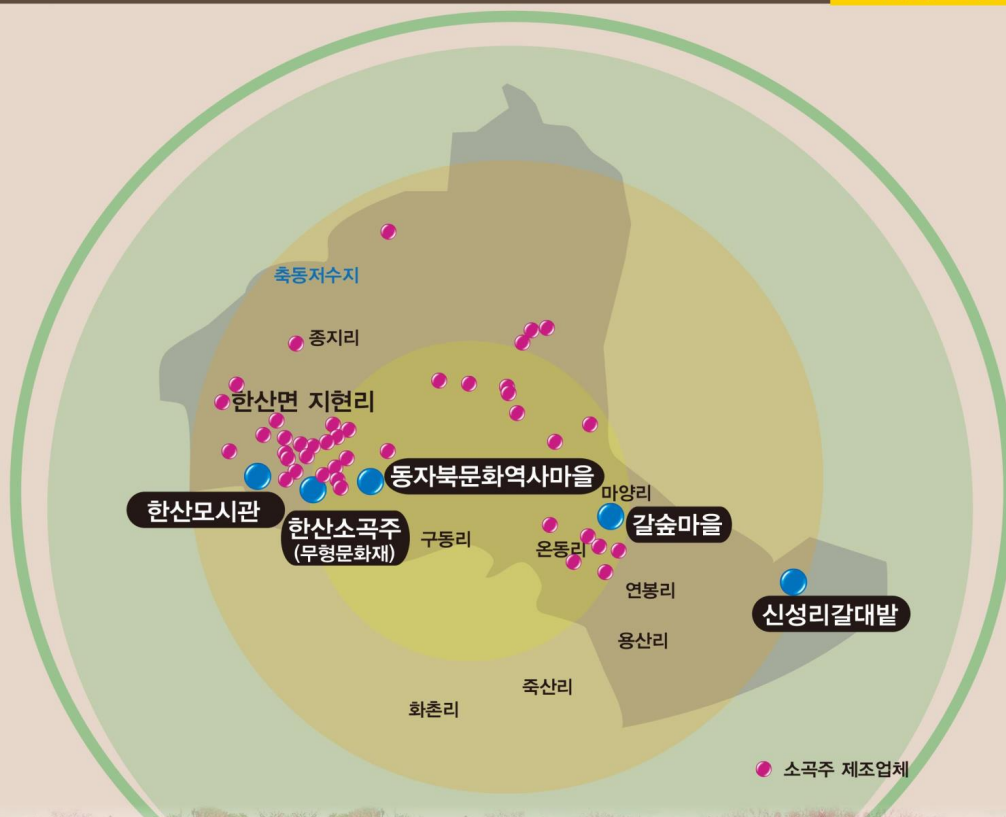 축동저수지
종지리
한산면 지현리
동자북문화역사마을
마양리
한산모시관
한산소곡주
(무형문화재)
갈숲마을
구동리
온동리
연봉리
신성리갈대밭
용산리
죽산리
화촌리
소곡주 제조업체